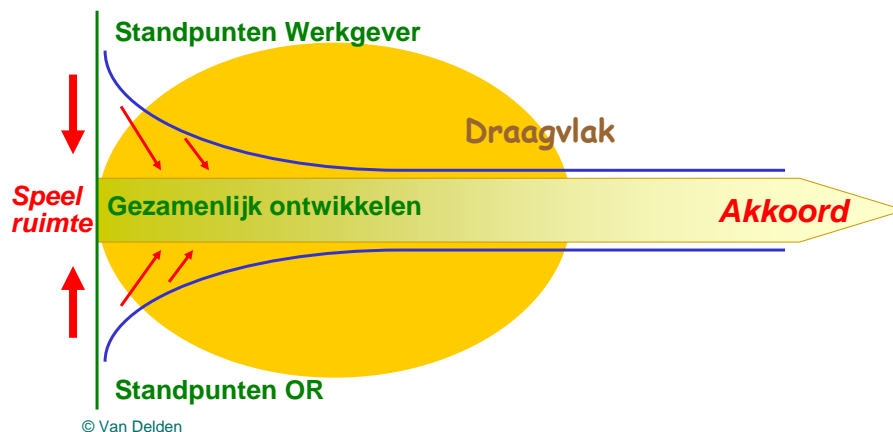 Standpunten Werkgever
Draagvlak
Speel
ruimte
Gezamenlijk ontwikkelen
Akkoord
Standpunten OR
© Van Delden